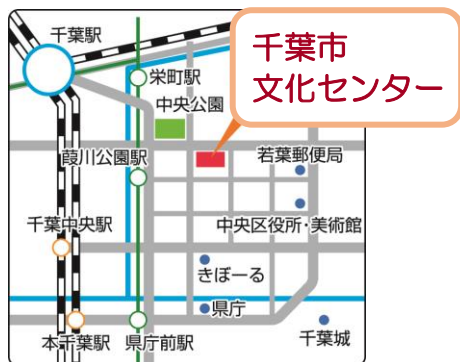 千葉駅
千葉市
文化センター
栄町駅
中央公園
葭川公園駅
若葉郵便局
千葉中央駅
中央区役所・美術館
きぼーる
県庁
本千葉駅
県庁前駅
千葉城